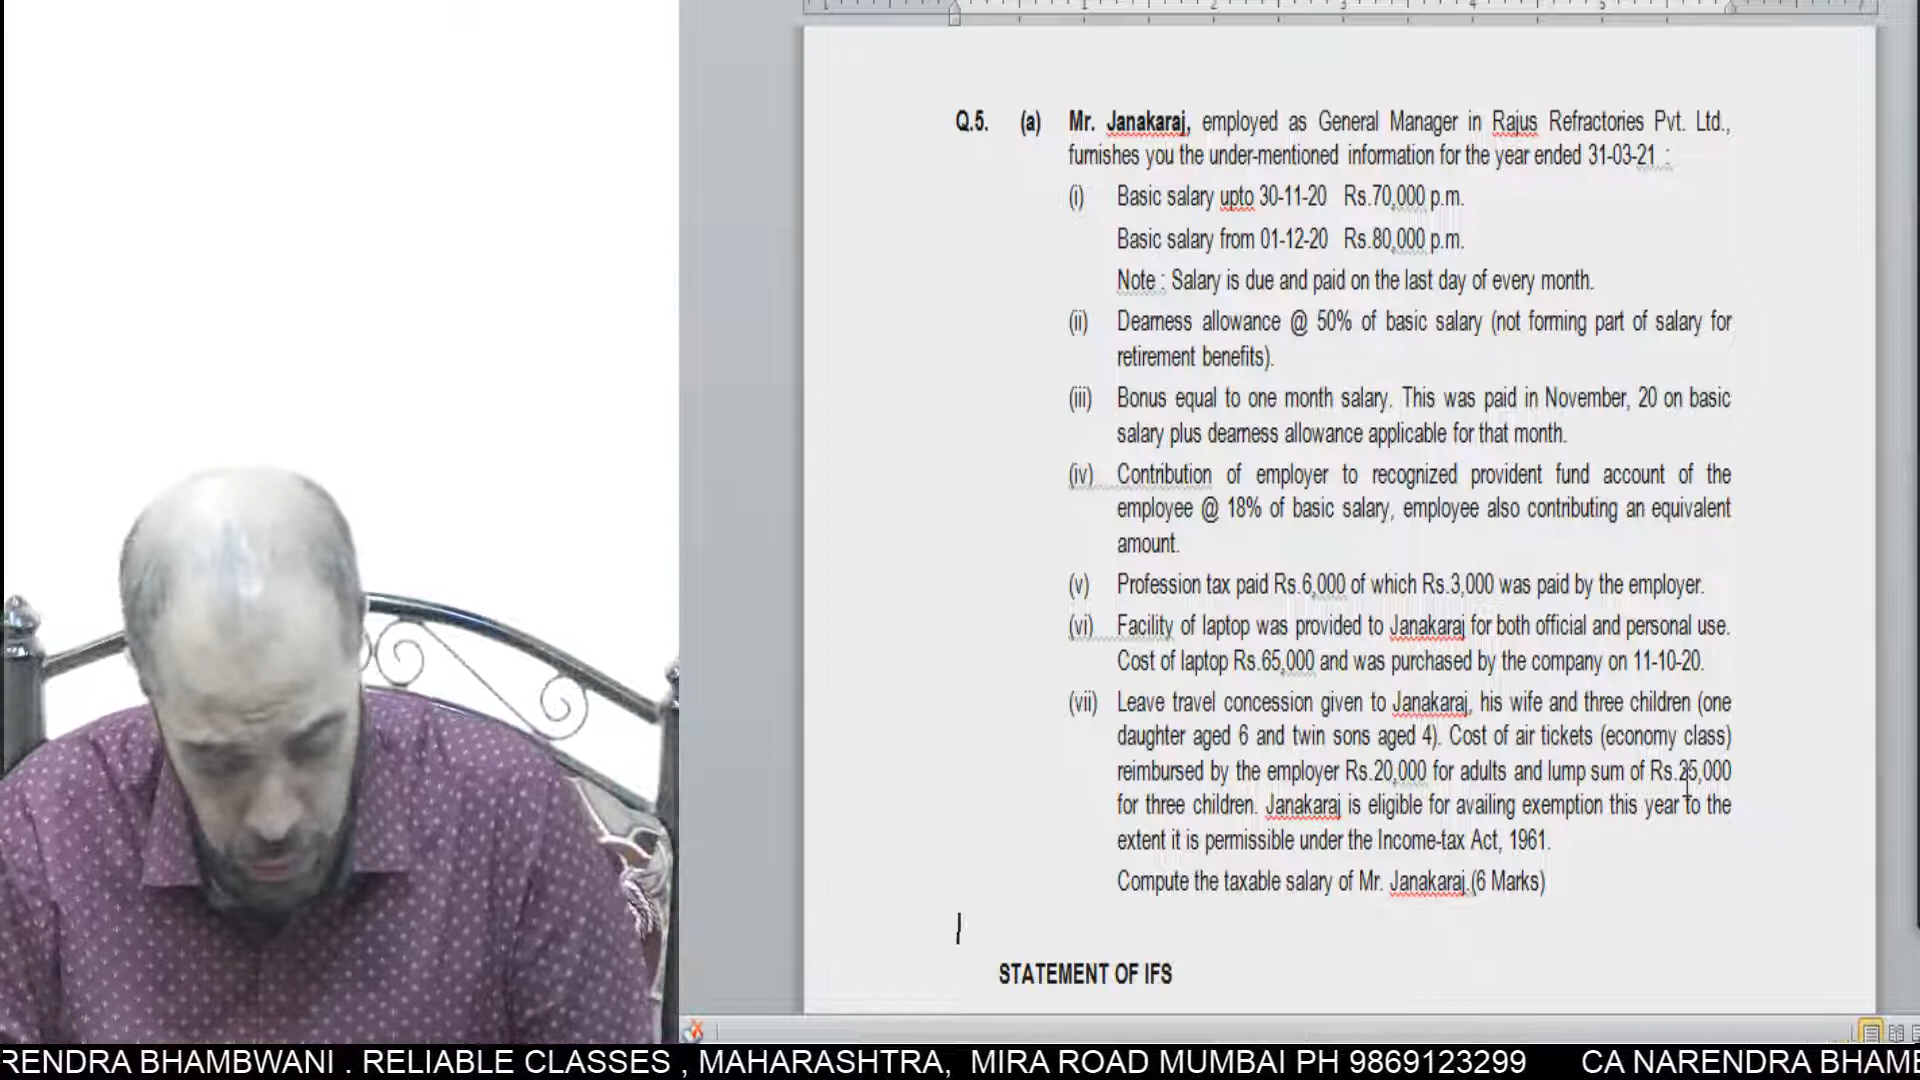 Q.5. (a) Mr. Janakaraj, employed as General Manager in Rajus Refractories Pvt. Ltd.,
furnishes you the under-mentioned information for the year ended 31-03-21 :
(i) Basic salary upto 30-11-20 Rs.70,000 p.m.
Basic salary from 01-12-20 Rs.80,000 p.m.
Note : Salary is due and paid on the last day of every month.
(ii) Dearness allowance @ 50% of basic salary (not forming part of salary for
retirement benefits).
(iii) Bonus equal to one month salary. This was paid in November, 20 on basic
salary plus dearness allowance applicable for that month.
(iv) Contribution of employer to recognized provident fund account of the
employee @ 18% of basic salary, employee also contributing an equivalent
amount.
(v) Profession tax paid Rs.6,000 of which Rs.3,000 was paid by the employer.
(vi) Facility of laptop was provided to Janakaraj for both official and personal use.
Cost of laptop Rs.65,000 and was purchased by the company on 11-10-20.
(vii) Leave travel concession given to Janakaraj, his wife and three children (one
daughter aged 6 and twin sons aged 4). Cost of air tickets (economy class)
reimbursed by the employer Rs.20,000 for adults and lump sum of Rs.25,000
for three children. Janakaraj is eligible for availing exemption this year to the
extent it is permissible under the Income-tax Act, 1961.
Compute the taxable salary of Mr. Janakaraj.(6 Marks)
STATEMENT OF IFS
RENDRA BHAMBWANI . RELIABLE CLASSES , MAHARASHTRA, MIRA ROAD MUMBAI PH 9869123299 CA NARENDRA BHAMB